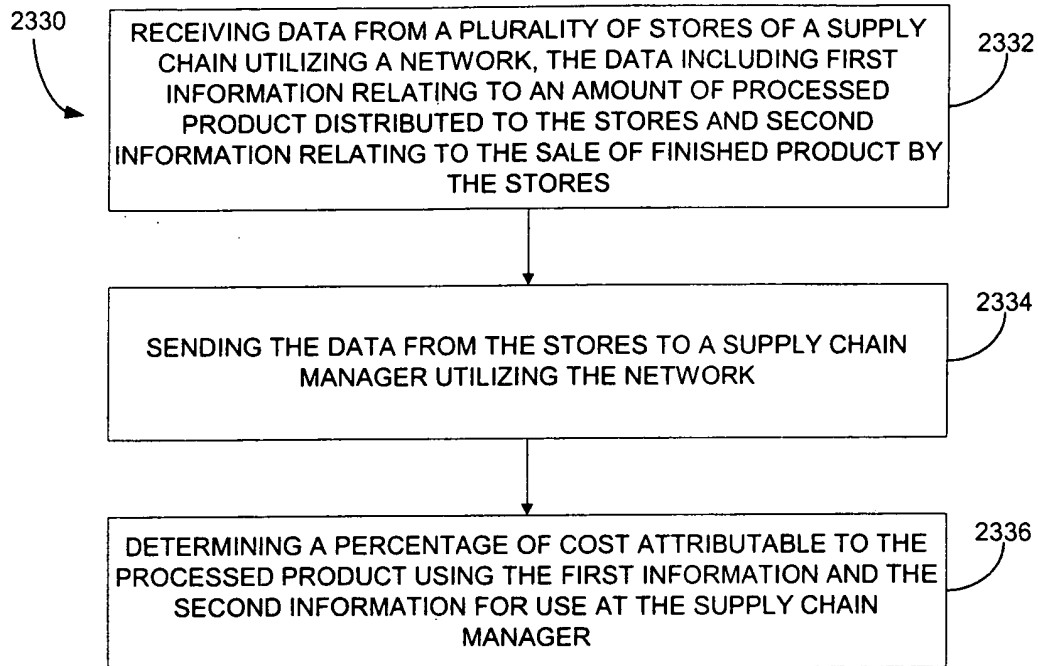 2330
RECEIVING DATA FROM A PLURALITY OF STORES OF A SUPPLY
CHAIN UTILIZING A NETWORK, THE DATA INCLUDING FIRST
INFORMATION RELATING TO AN AMOUNT OF PROCESSED
PRODUCT DISTRIBUTED TO THE STORES AND SECOND
INFORMATION RELATING TO THE SALE OF FINISHED PRODUCT BY
THE STORES
2332
SENDING THE DATA FROM THE STORES TO A SUPPLY CHAIN
MANAGER UTILIZING THE NETWORK
2334
DETERMINING A PERCENTAGE OF COST ATTRIBUTABLE TO THE
PROCESSED PRODUCT USING THE FIRST INFORMATION AND THE
SECOND INFORMATION FOR USE AT THE SUPPLY CHAIN
MANAGER
2336